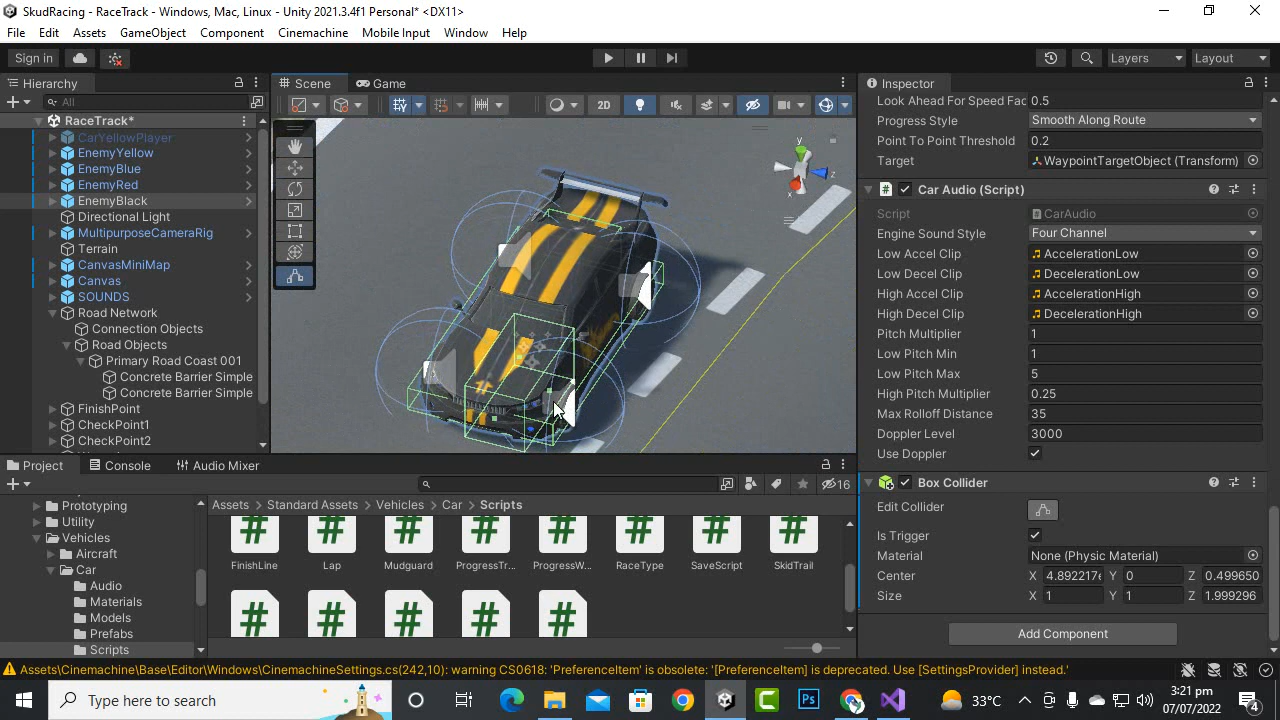 SkudRacing - RaceTrack - Windows, Mac, Linux - Unity 2021.3.4f1 Personal* <DX11>
File Edit Assets GameObject Component Cinemachine Mobile Input Window Help
Sign in
Layers
Layout
Hierarchy
All
RaceTrack*
CarYellowPlayer
EnemyYellow
EnemyBlue
EnemyRed
EnemyBlack
Directional Light
MultipurposeCameraRig
Terrain
CanvasMiniMap
Canvas
SOUNDS
Road Network
Connection Objects
Road Objects
Primary Road Coast 001
Concrete Barrier Simple
Concrete Barrier Simple
FinishPoint
CheckPoint1
CheckPoint2
Scene
Game
2D
y
z
x
Inspector
Look Ahead For Speed Fac 0.5
Progress Style Smooth Along Route
Point To Point Threshold 0.2
Target WaypointTargetObject (Transform)
Car Audio (Script)
Script CarAudio
Engine Sound Style Four Channel
Low Accel Clip AccelerationLow
Low Decel Clip DecelerationLow
High Accel Clip AccelerationHigh
High Decel Clip DecelerationHigh
Pitch Multiplier 1
Low Pitch Min 1
Low Pitch Max 5
High Pitch Multiplier 0.25
Max Rolloff Distance 35
Doppler Level 3000
Use Doppler
Box Collider
Edit Collider
Is Trigger
Material None (Physic Material)
Center X 4.892217e Y 0 Z 0.499650
Size X 1 Y 1 Z 1.999296
Add Component
Project
Console
Audio Mixer
16
Prototyping
Utility
Vehicles
Aircraft
Car
Audio
Materials
Models
Prefabs
Scripts
Assets > Standard Assets > Vehicles > Car > Scripts
FinishLine
Lap
Mudguard
ProgressTr...
ProgressW...
RaceType
SaveScript
SkidTrail
Assets\Cinemachine\Base\Editor\Windows\CinemachineSettings.cs(242,10): warning CS0618: 'PreferenceItem' is obsolete: '[PreferenceItem] is deprecated. Use [SettingsProvider] instead.'
Type here to search
33°C
3:21 pm
07/07/2022
4